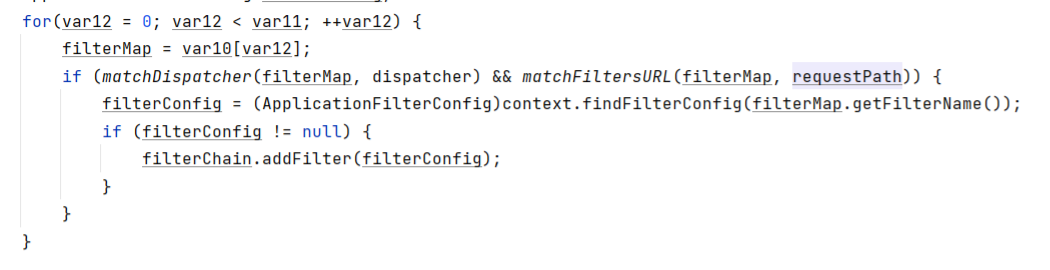 for(var12 = 0; var12 < var11; ++var12) {
filterMap = var10[var12];
if (matchDispatcher(filterMap, dispatcher) && matchFiltersURL(filterMap, requestPath)) {
filterConfig = (ApplicationFilterConfig)context.findFilterConfig(filterMap.getFilterName());
if (filterConfig != null) {
filterChain.addFilter(filterConfig);
}
}
}